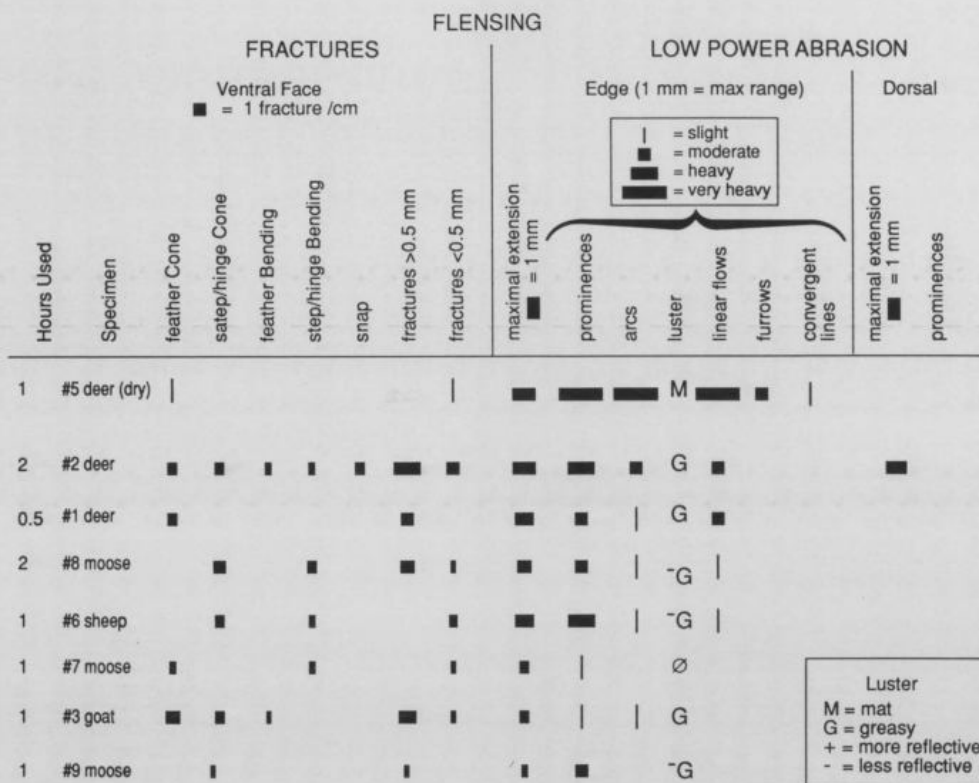 FLENSING
FRACTURES
LOW POWER ABRASION
Ventral Face
= 1 fracture /cm
Edge (1 mm = max range)
Dorsal
= slight
= moderate
= heavy
= very heavy
Hours Used
Specimen
feather Cone
satep/hinge Cone
feather Bending
step/hinge Bending
snap
fractures >0.5 mm
fractures <0.5 mm
maximal extension
= 1 mm
prominences
arcs
luster
linear flows
furrows
convergent
lines
maximal extension
= 1 mm
prominences
1 #5 deer (dry) M
2 #2 deer G
0.5 #1 deer G
2 #8 moose -G
1 #6 sheep -G
1 #7 moose Ø
1 #3 goat G
1 #9 moose -G
Luster
M = mat
G = greasy
+ = more reflective
- = less reflective